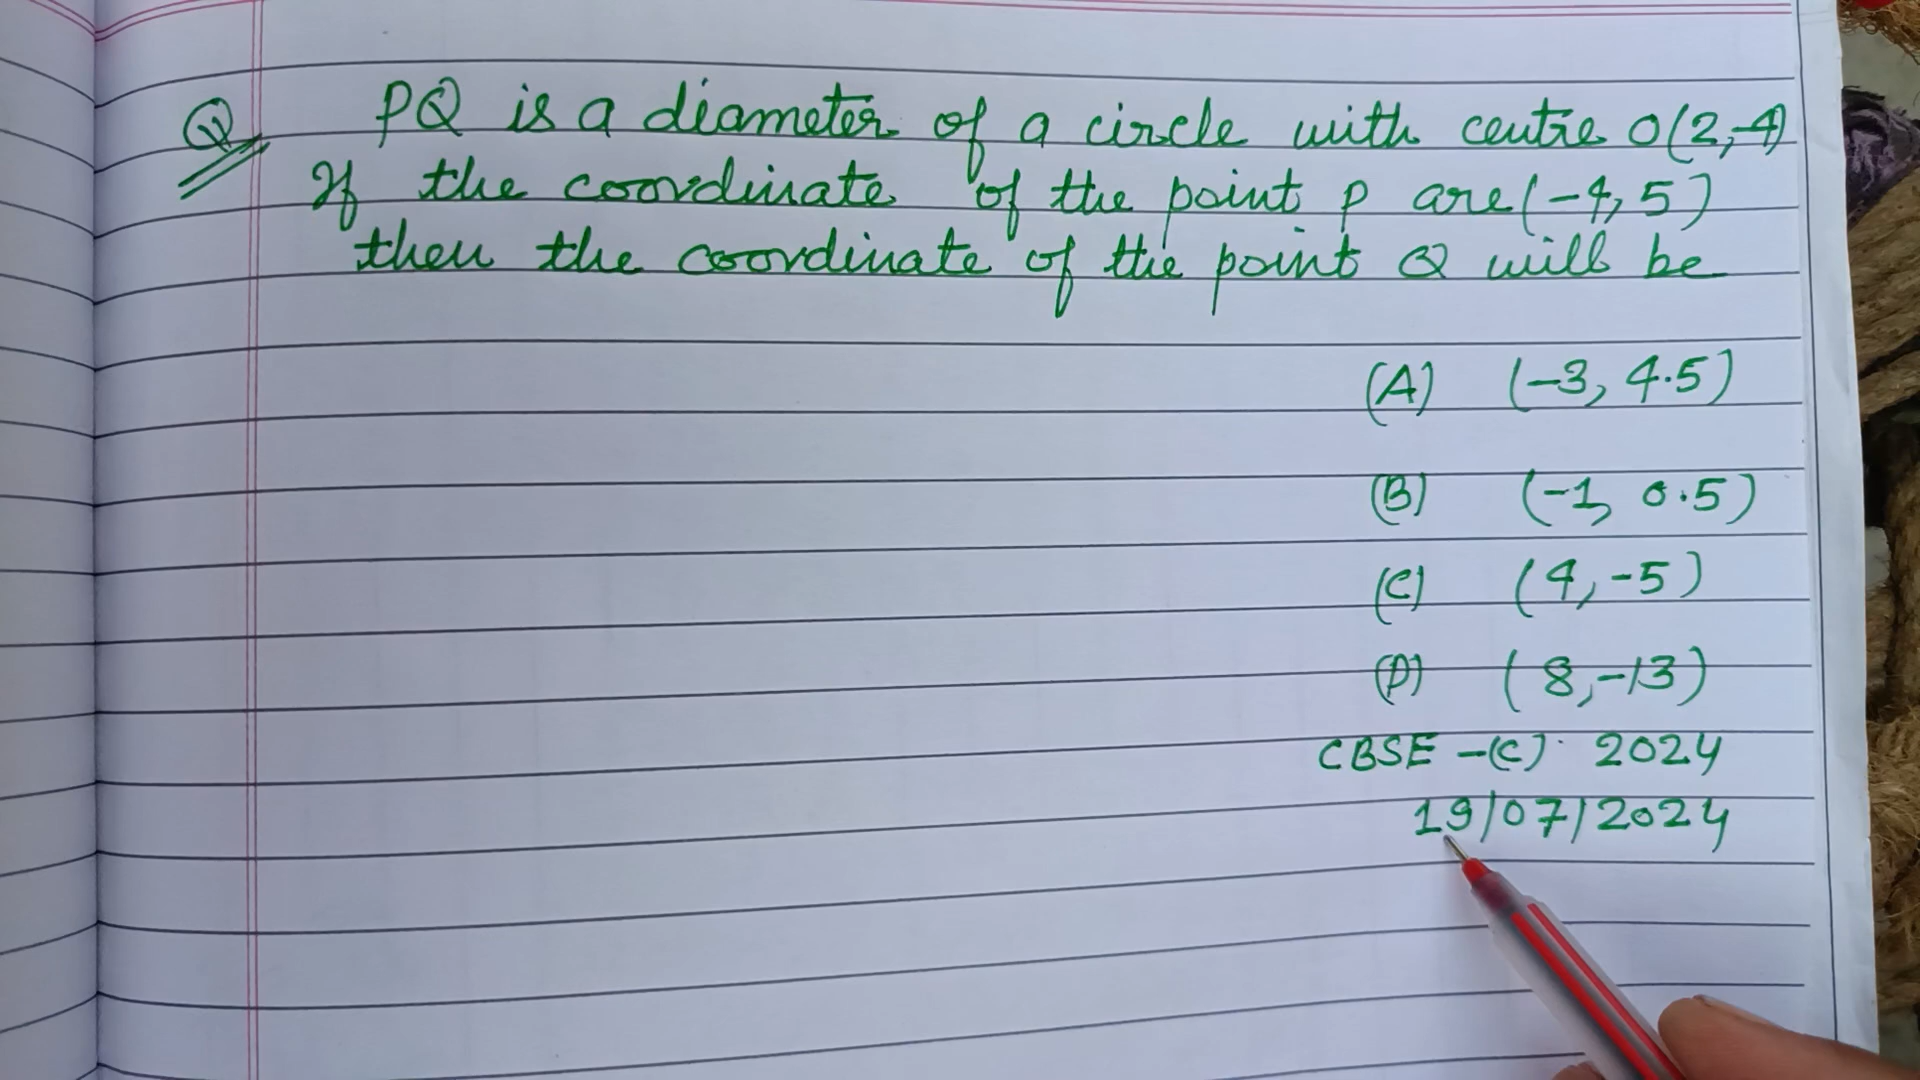 Q PQ is a diameter of a circle with centre O(2,-4)
If the coordinate of the point P are (-4, 5)
then the coordinate of the point Q will be
(A) (-3, 4.5)
(B) (-1, 0.5)
(C) (4, -5)
(D) (8, -13)
CBSE -(C). 2024
19/07/2024